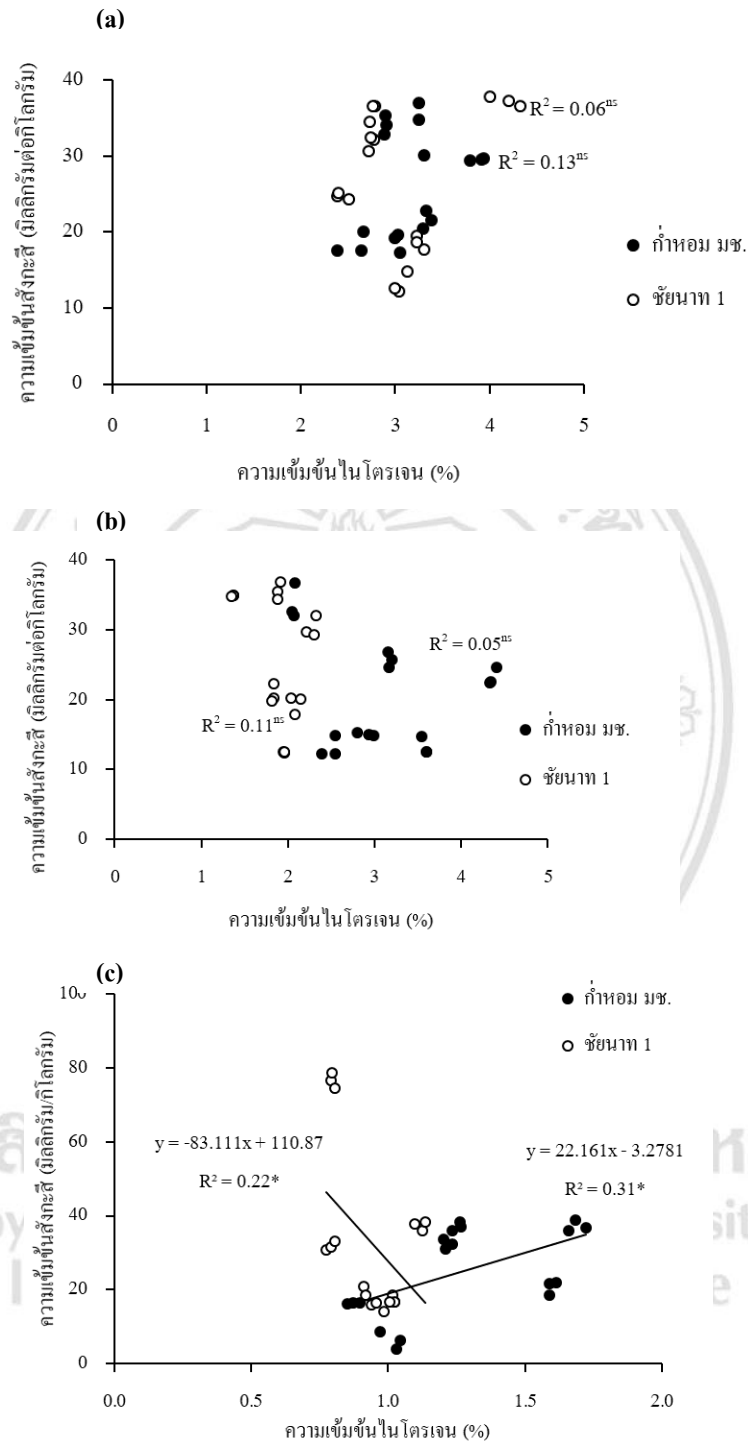 (a)
ความเข้มข้นสังกะสี (มิลลิกรัมต่อกิโลกรัม)
40
30
20
10
0
R² = 0.06ⁿˢ
R² = 0.13ⁿˢ
ก่ำหอม มช.
ชัยนาท 1
0 1 2 3 4 5
ความเข้มข้นไนโตรเจน (%)
(b)
ความเข้มข้นสังกะสี (มิลลิกรัมต่อกิโลกรัม)
40
30
20
10
0
R² = 0.05ⁿˢ
R² = 0.11ⁿˢ
ก่ำหอม มช.
ชัยนาท 1
0 1 2 3 4 5
ความเข้มข้นไนโตรเจน (%)
(c)
ความเข้มข้นสังกะสี (มิลลิกรัม/กิโลกรัม)
100
80
60
40
20
0
ก่ำหอม มช.
ชัยนาท 1
y = -83.111x + 110.87
R² = 0.22*
y = 22.161x - 3.2781
R² = 0.31*
0.0 0.5 1.0 1.5 2.0
ความเข้มข้นไนโตรเจน (%)